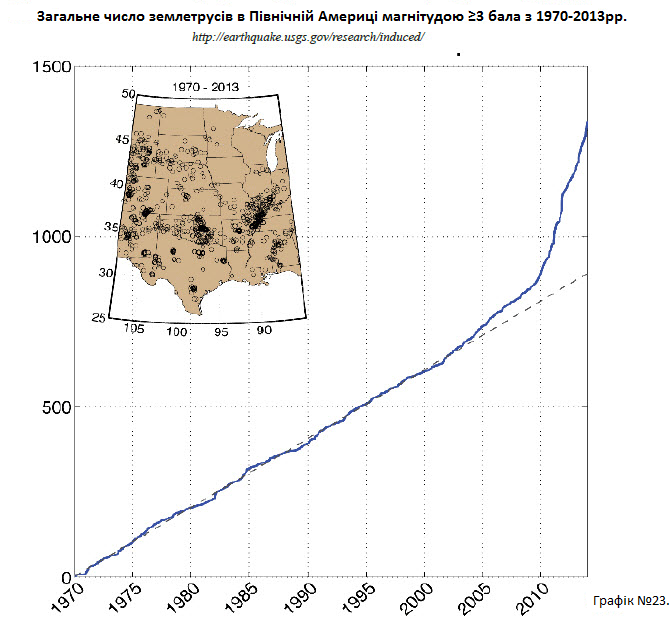 Загальне число землетрусів в Північній Америці магнітудою ≥3 бала з 1970-2013рр.
http://earthquake.usgs.gov/research/induced/
1500
1970 - 2013
50
45
40
35
30
25
105 100 95 90
1000
500
0
1970 1975 1980 1985 1990 1995 2000 2005 2010
Графік №23.